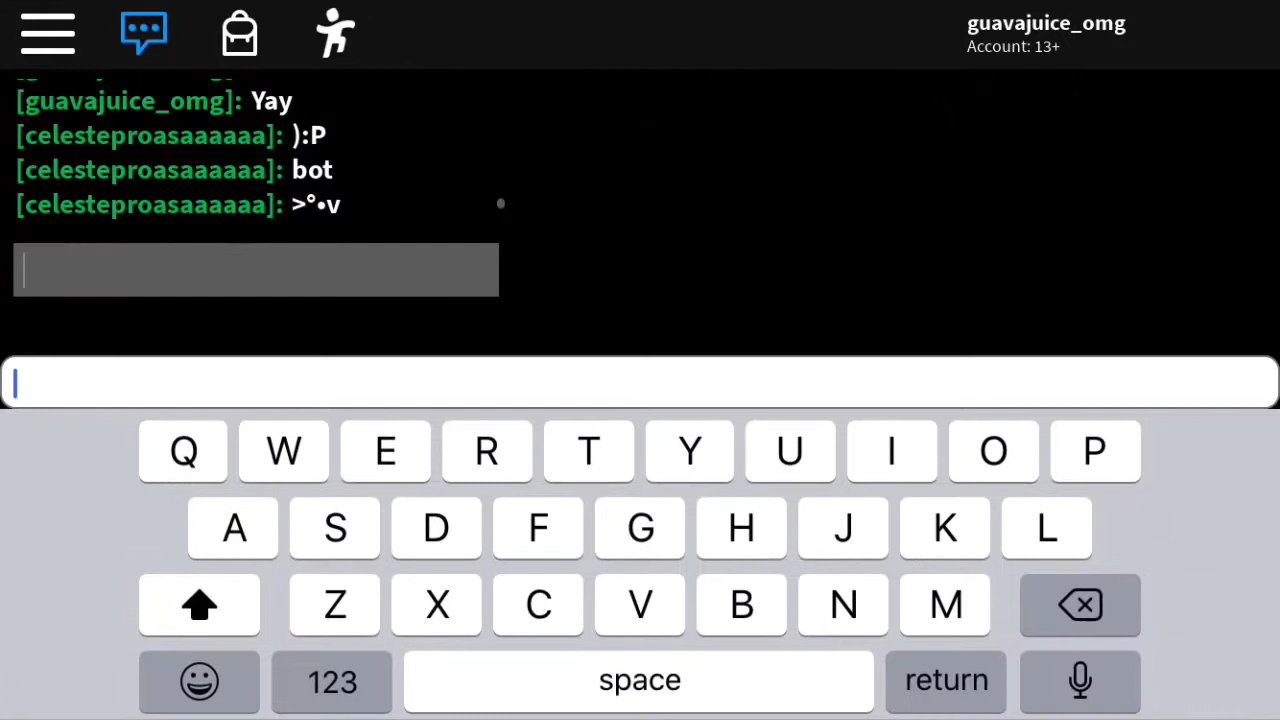 guavajuice_omg
Account: 13+
[guavajuice_omg]: Yay
[celesteproasaaaaaa]: ):P
[celesteproasaaaaaa]: bot
[celesteproasaaaaaa]: >°•v
Q W E R T Y U I O P
A S D F G H J K L
Z X C V B N M
123 space return